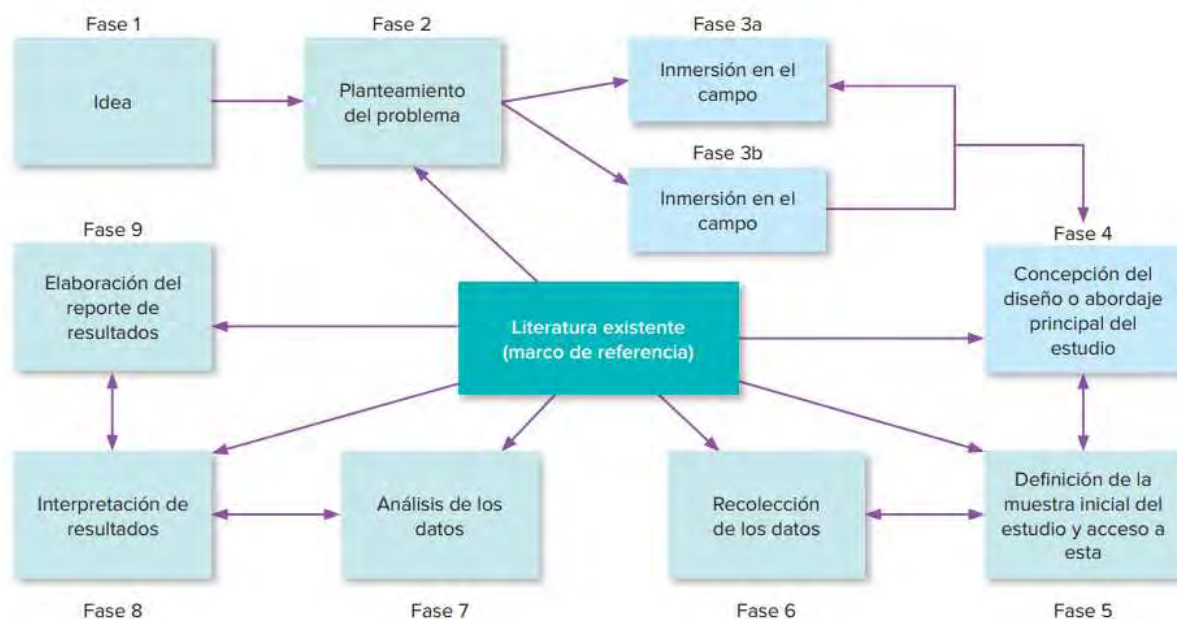 Fase 1
Idea
Fase 2
Planteamiento
del problema
Fase 3a
Inmersión en el
campo
Fase 3b
Inmersión en el
campo
Fase 4
Concepción del
diseño o abordaje
principal del
estudio
Fase 9
Elaboración del
reporte de
resultados
Literatura existente
(marco de referencia)
Interpretación de
resultados
Fase 8
Análisis de los
datos
Fase 7
Recolección
de los datos
Fase 6
Definición de la
muestra inicial del
estudio y acceso a
esta
Fase 5